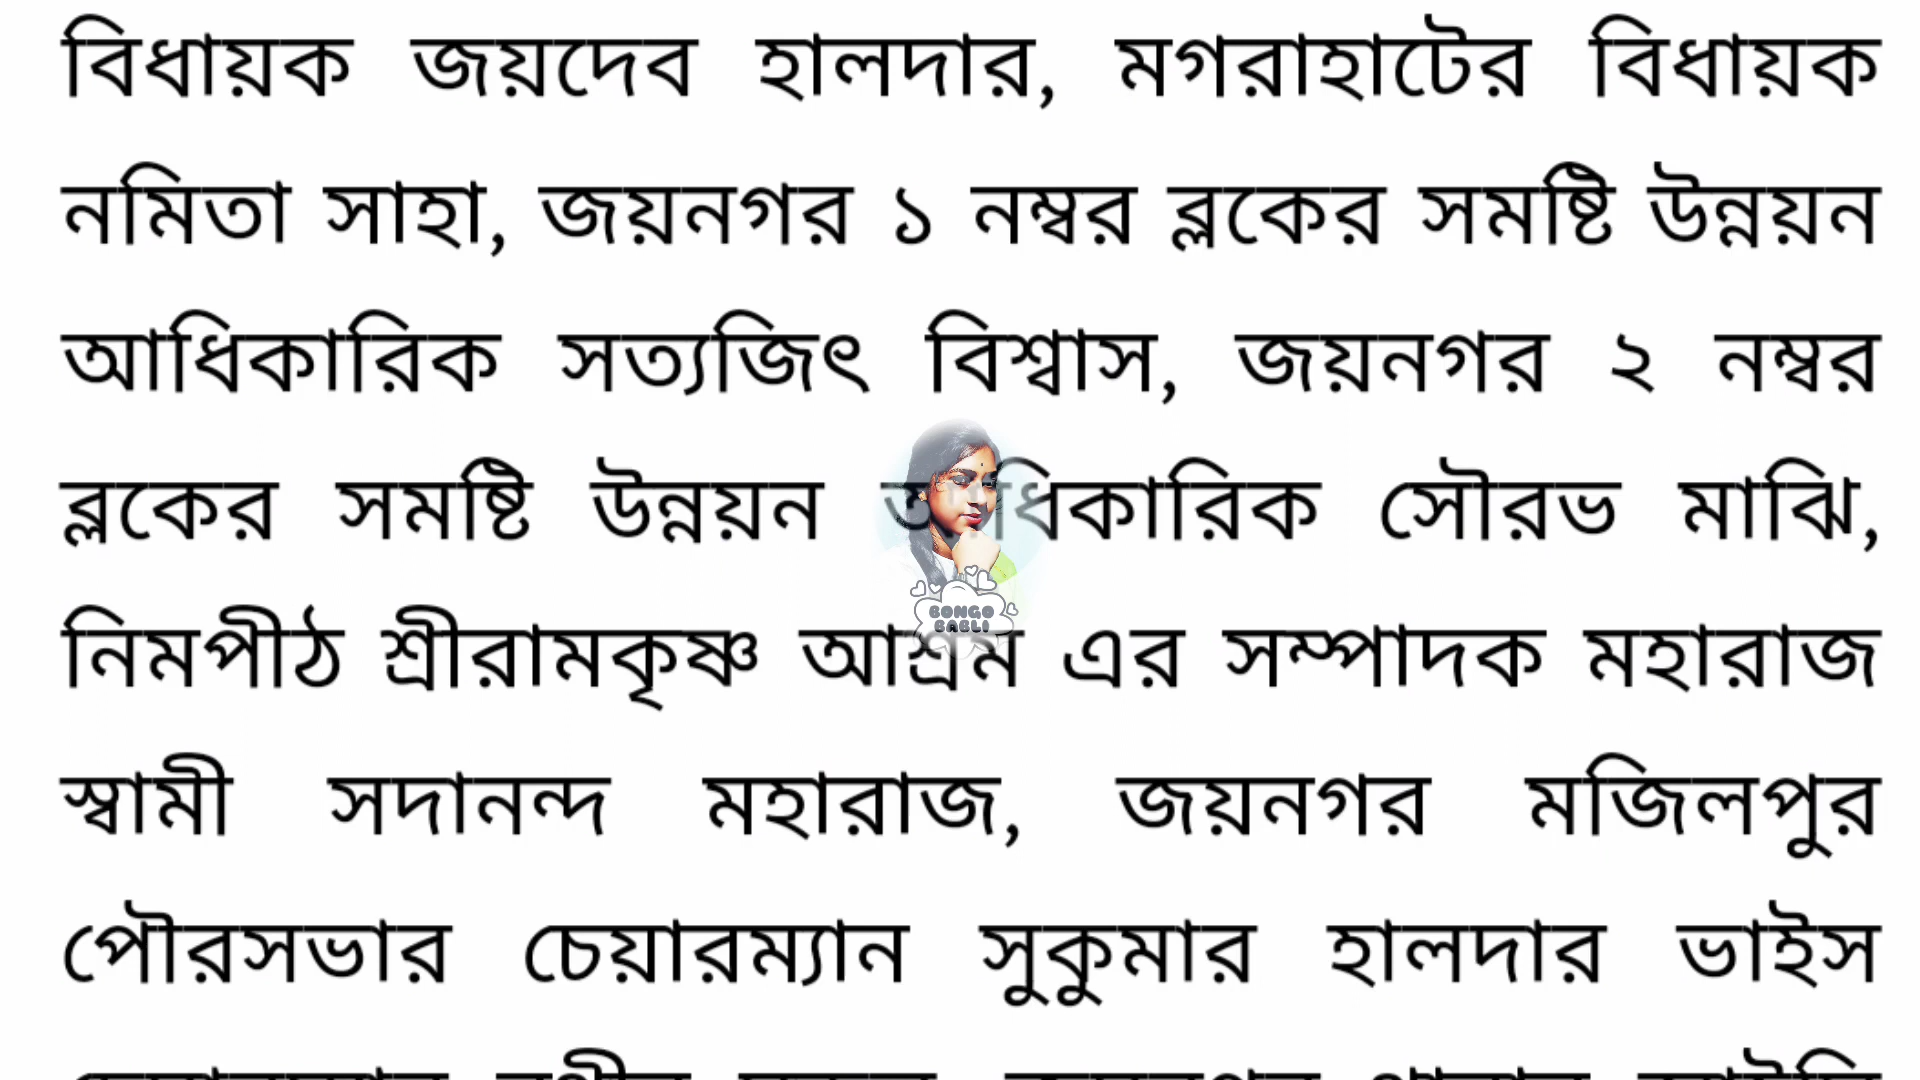 বিধায়ক জয়দেব হালদার, মগরাহাটের বিধায়ক
নমিতা সাহা, জয়নগর ১ নম্বর ব্লকের সমষ্টি উন্নয়ন
আধিকারিক সত্যজিৎ বিশ্বাস, জয়নগর ২ নম্বর
ব্লকের সমষ্টি উন্নয়ন আধিকারিক সৌরভ মাঝি,
BONGO
BABLI
নিমপীঠ শ্রীরামকৃষ্ণ আশ্রম এর সম্পাদক মহারাজ
স্বামী সদানন্দ মহারাজ, জয়নগর মজিলপুর
পৌরসভার চেয়ারম্যান সুকুমার হালদার ভাইস